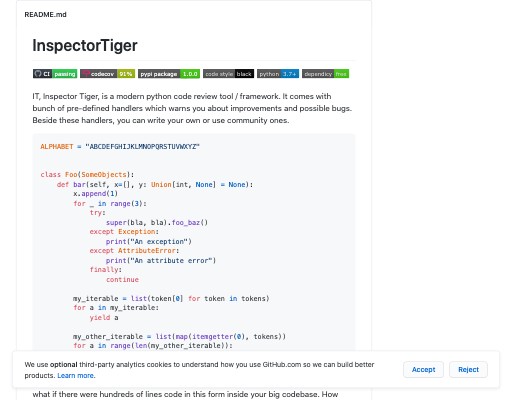 README.md
InspectorTiger
CI passing codecov 91% pypi package 1.0.0 code style black python 3.7+ dependicy free
IT, Inspector Tiger, is a modern python code review tool / framework. It comes with
bunch of pre-defined handlers which warns you about improvements and possible bugs.
Beside these handlers, you can write your own or use community ones.
ALPHABET = "ABCDEFGHIJKLMNOPQRSTUVWXYZ"
class Foo(SomeObjects):
def bar(self, x=[], y: Union[int, None] = None):
x.append(1)
for _ in range(3):
try:
super(bla, bla).foo_baz()
except Exception:
print("An exception")
except AttributeError:
print("An attribute error")
finally:
continue
my_iterable = list(token[0] for token in tokens)
for a in my_iterable:
yield a
my_other_iterable = list(map(itemgetter(0), tokens))
for a in range(len(my_other_iterable)):
We use optional third-party analytics cookies to understand how you use GitHub.com so we can build better
products. Learn more.
Accept Reject
what if there were hundreds of lines code in this form inside your big codebase. How